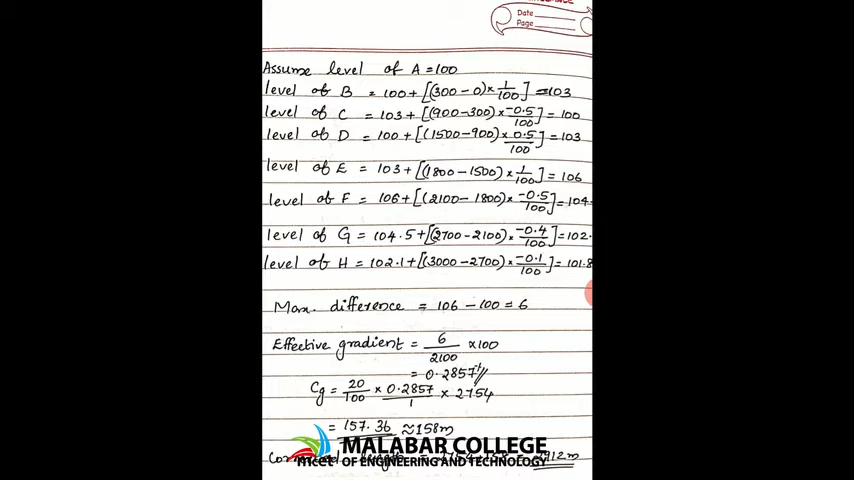 Date
Page
Assume level of A = 100
level of B = 100 + [(300 - 0) × 1/100] = 103
level of C = 103 + [(900 - 300) × -0.5/100] = 100
level of D = 100 + [(1500 - 900) × 0.5/100] = 103
level of E = 103 + [(1800 - 1500) × 1/100] = 106
level of F = 106 + [(2100 - 1800) × -0.5/100] = 104.
level of G = 104.5 + [(2700 - 2100) × -0.4/100] = 102.
level of H = 102.1 + [(3000 - 2700) × -0.1/100] = 101.8
Max. difference = 106 - 100 = 6
Effective gradient = 6/2100 × 100
= 0.2857%
Cg = 20/100 × 0.2857/1 × 2754
= 157.36 ≈ 158m
MALABAR COLLEGE
mcet OF ENGINEERING AND TECHNOLOGY
length =